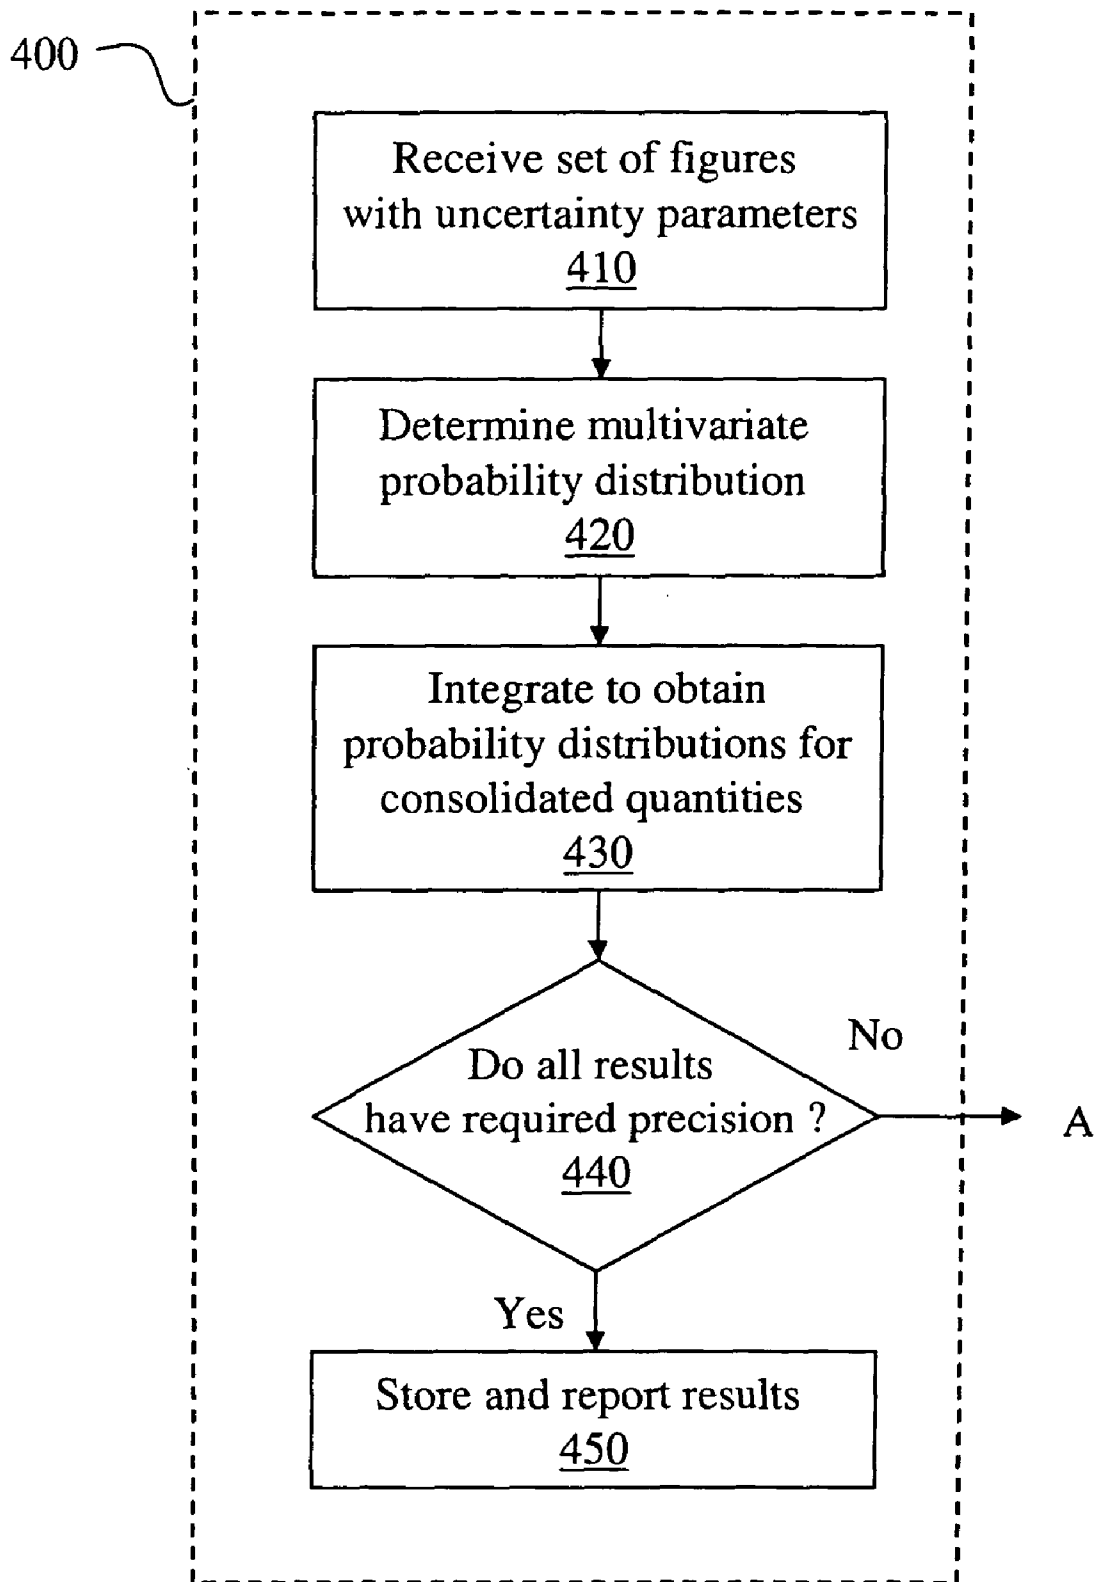 400
Receive set of figures
with uncertainty parameters
410
Determine multivariate
probability distribution
420
Integrate to obtain
probability distributions for
consolidated quantities
430
Do all results
have required precision ?
440
No
A
Yes
Store and report results
450